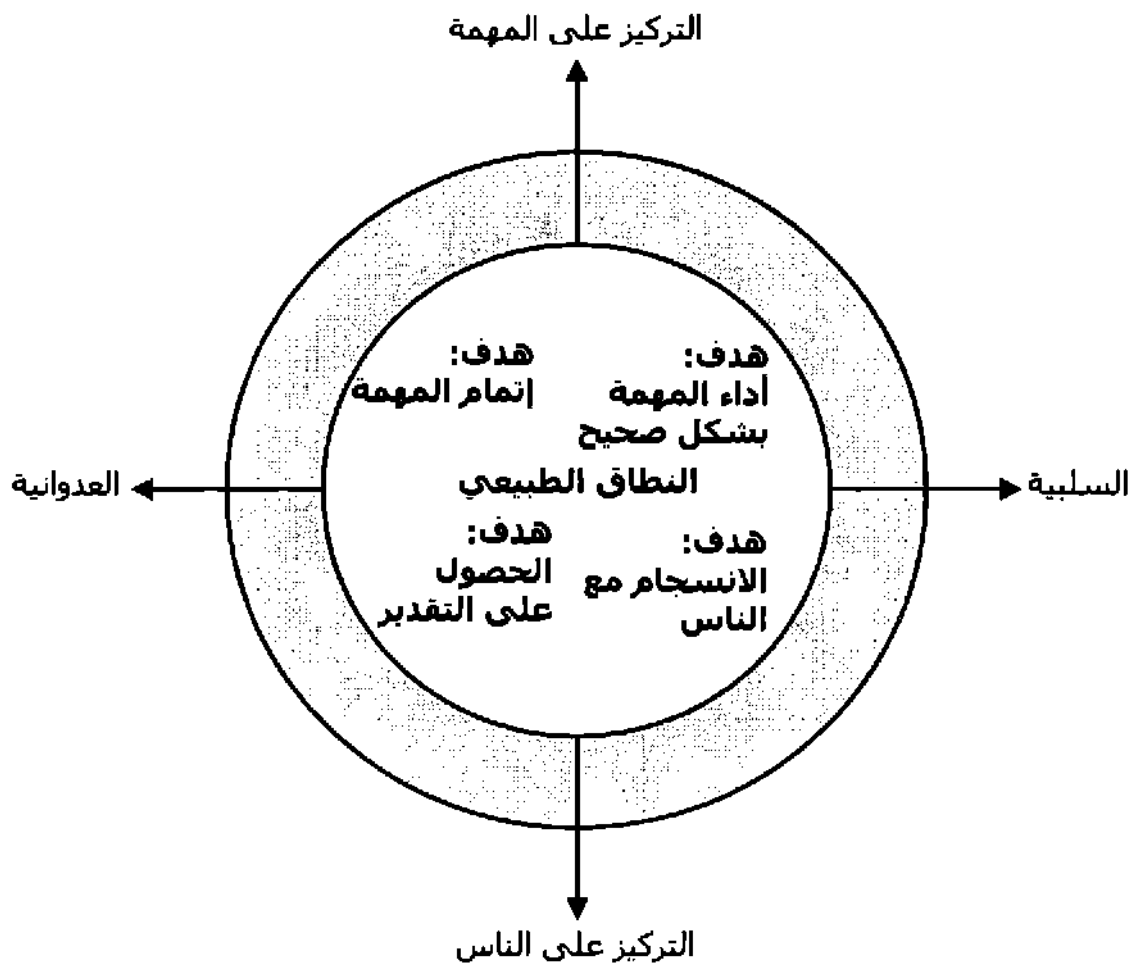 التركيز على المهمة
هدف:
أداء المهمة
بشكل صحيح
هدف:
إتمام المهمة
النطاق الطبيعي
السلبية
العدوانية
هدف:
الانسجام مع
الناس
هدف:
الحصول
على التقدير
التركيز على الناس